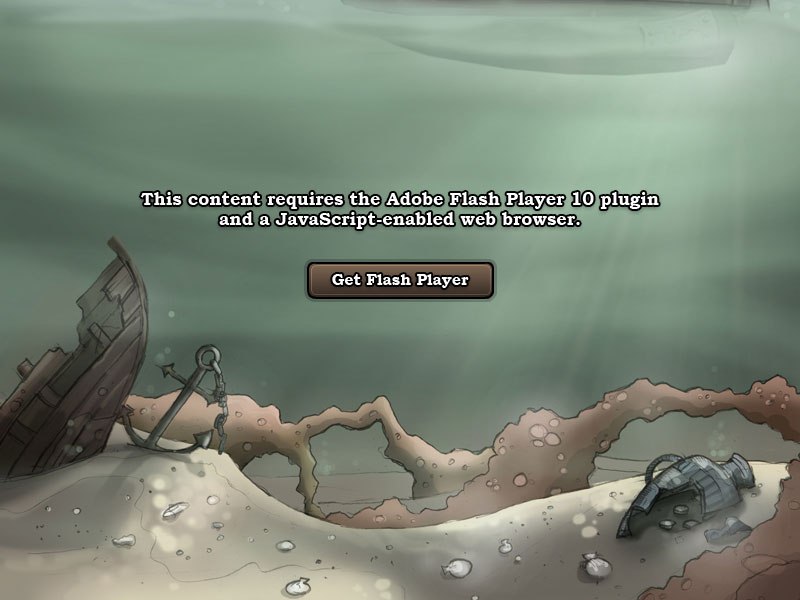 This content requires the Adobe Flash Player 10 plugin
and a JavaScript-enabled web browser.
Get Flash Player